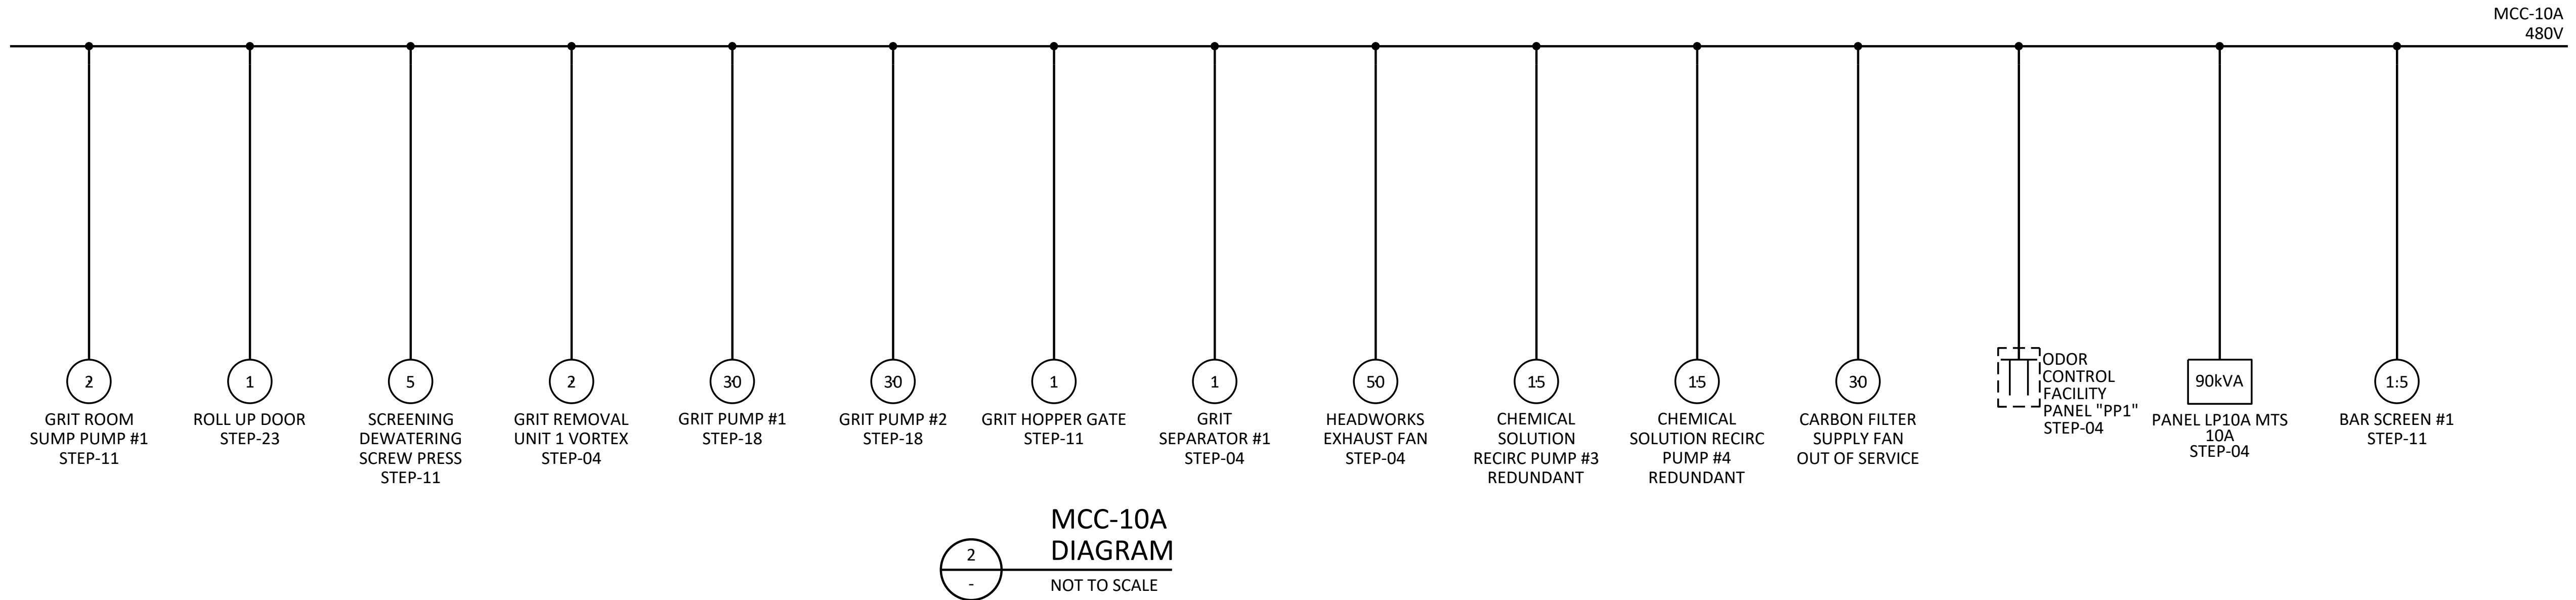 MCC-10A
480V
2
GRIT ROOM
SUMP PUMP #1
STEP-11
1
ROLL UP DOOR
STEP-23
5
SCREENING
DEWATERING
SCREW PRESS
STEP-11
2
GRIT REMOVAL
UNIT 1 VORTEX
STEP-04
30
GRIT PUMP #1
STEP-18
30
GRIT PUMP #2
STEP-18
1
GRIT HOPPER GATE
STEP-11
1
GRIT
SEPARATOR #1
STEP-04
50
HEADWORKS
EXHAUST FAN
STEP-04
15
CHEMICAL
SOLUTION
RECIRC PUMP #3
REDUNDANT
15
CHEMICAL
SOLUTION RECIRC
PUMP #4
REDUNDANT
30
CARBON FILTER
SUPPLY FAN
OUT OF SERVICE
ODOR
CONTROL
FACILITY
PANEL "PP1"
STEP-04
90kVA
PANEL LP10A MTS
10A
STEP-04
1:5
BAR SCREEN #1
STEP-11
MCC-10A
DIAGRAM
2
-
NOT TO SCALE